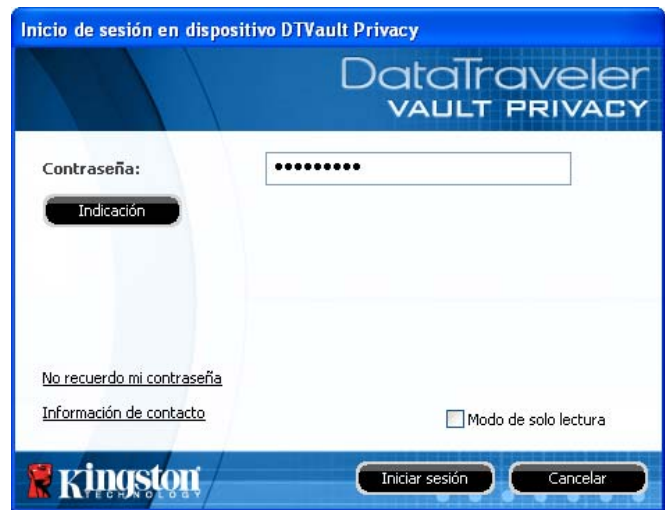 Inicio de sesión en dispositivo DTVault Privacy
DataTraveler
VAULT PRIVACY
Contraseña:
Indicación
No recuerdo mi contraseña
Información de contacto
Modo de solo lectura
Kingston
TECHNOLOGY
Iniciar sesión
Cancelar